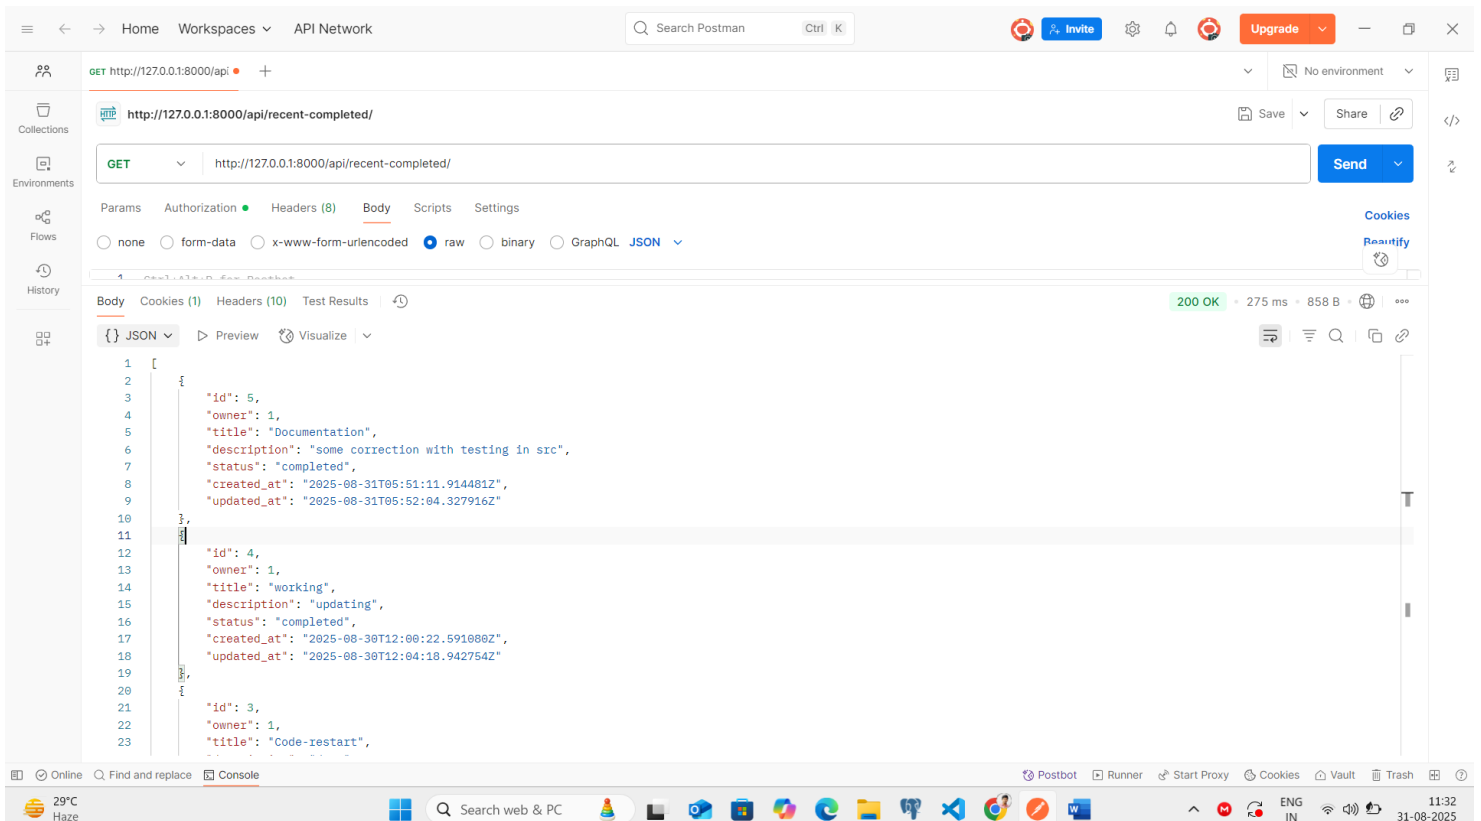 Home Workspaces API Network Search Postman Ctrl K Invite Upgrade
GET http://127.0.0.1:8000/api No environment
Collections
HTTP http://127.0.0.1:8000/api/recent-completed/ Save Share
GET http://127.0.0.1:8000/api/recent-completed/ Send
Environments
Params Authorization Headers (8) Body Scripts Settings Cookies
Flows
none form-data x-www-form-urlencoded raw binary GraphQL JSON Beautify
1 Ctrl+Alt+P for Postbot
History
Body Cookies (1) Headers (10) Test Results 200 OK 275 ms 858 B
{} JSON Preview Visualize
1 [
2 {
3 "id": 5,
4 "owner": 1,
5 "title": "Documentation",
6 "description": "some correction with testing in src",
7 "status": "completed",
8 "created_at": "2025-08-31T05:51:11.914481Z",
9 "updated_at": "2025-08-31T05:52:04.327916Z"
10 },
11 {
12 "id": 4,
13 "owner": 1,
14 "title": "working",
15 "description": "updating",
16 "status": "completed",
17 "created_at": "2025-08-30T12:00:22.591080Z",
18 "updated_at": "2025-08-30T12:04:18.942754Z"
19 },
20 {
21 "id": 3,
22 "owner": 1,
23 "title": "Code-restart",
Online Find and replace Console Postbot Runner Start Proxy Cookies Vault Trash
29°C
Haze
Search web & PC
ENG
IN
11:32
31-08-2025